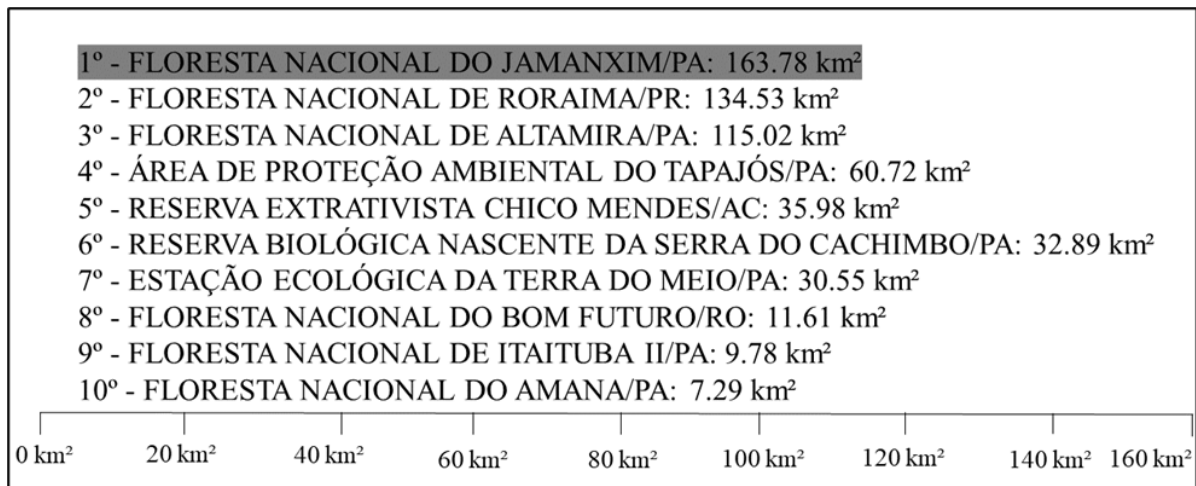 1º - FLORESTA NACIONAL DO JAMANXIM/PA: 163.78 km²
2º - FLORESTA NACIONAL DE RORAIMA/PR: 134.53 km²
3º - FLORESTA NACIONAL DE ALTAMIRA/PA: 115.02 km²
4º - ÁREA DE PROTEÇÃO AMBIENTAL DO TAPAJÓS/PA: 60.72 km²
5º - RESERVA EXTRATIVISTA CHICO MENDES/AC: 35.98 km²
6º - RESERVA BIOLÓGICA NASCENTE DA SERRA DO CACHIMBO/PA: 32.89 km²
7º - ESTAÇÃO ECOLÓGICA DA TERRA DO MEIO/PA: 30.55 km²
8º - FLORESTA NACIONAL DO BOM FUTURO/RO: 11.61 km²
9º - FLORESTA NACIONAL DE ITAITUBA II/PA: 9.78 km²
10º - FLORESTA NACIONAL DO AMANA/PA: 7.29 km²
0 km² 20 km² 40 km² 60 km² 80 km² 100 km² 120 km² 140 km² 160 km²